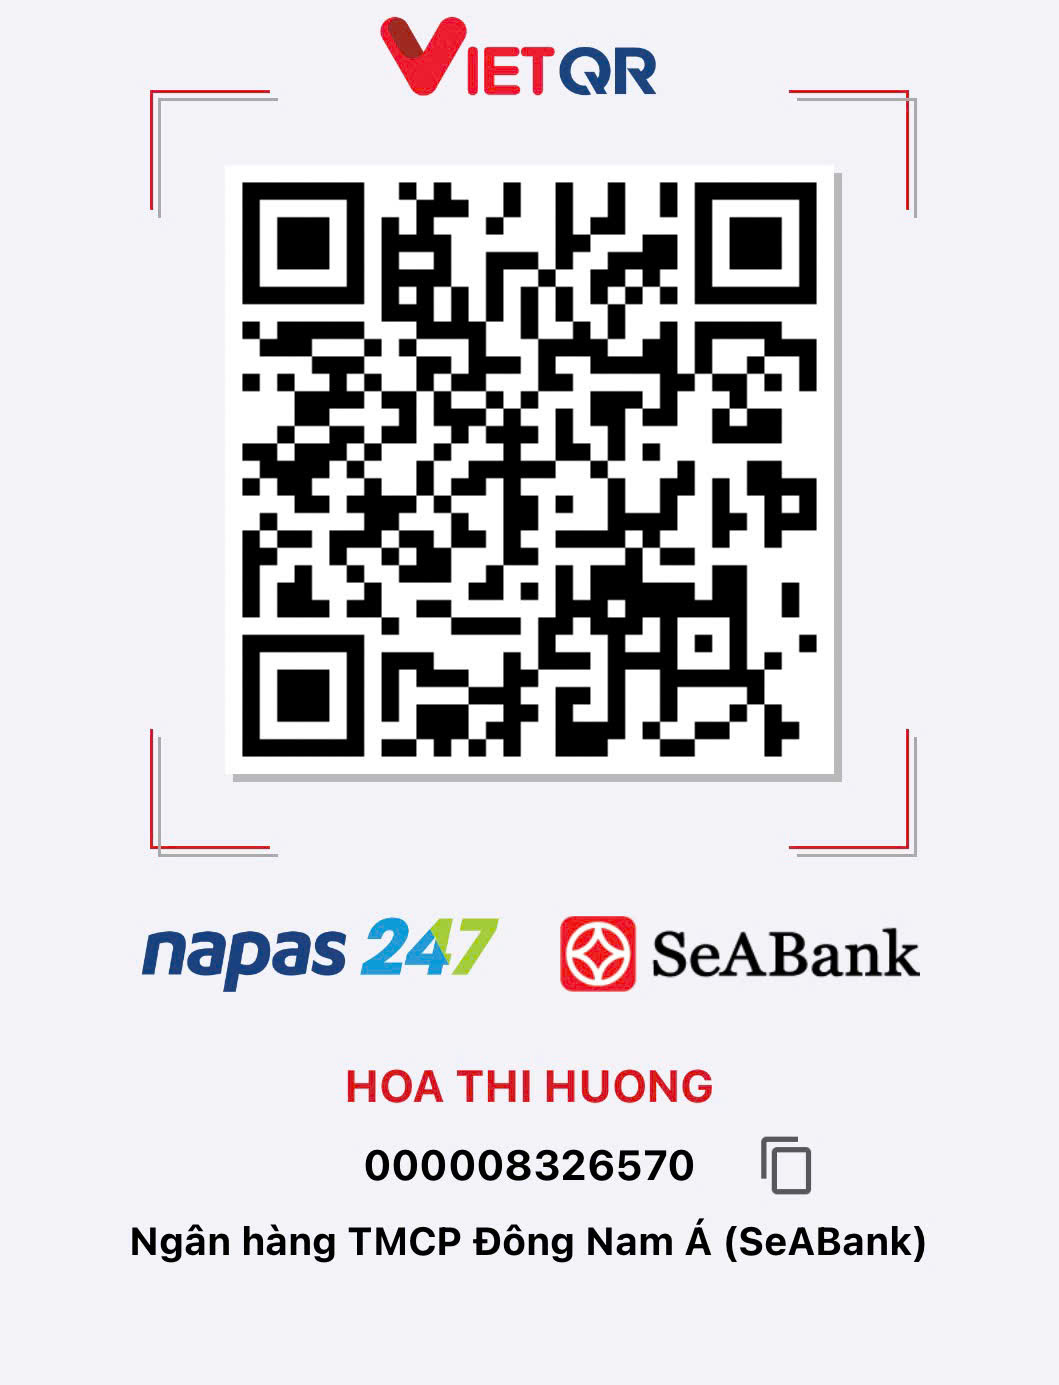 VIETQR
napas 247
SeABank
HOA THI HUONG
000008326570
Ngân hàng TMCP Đông Nam Á (SeABank)